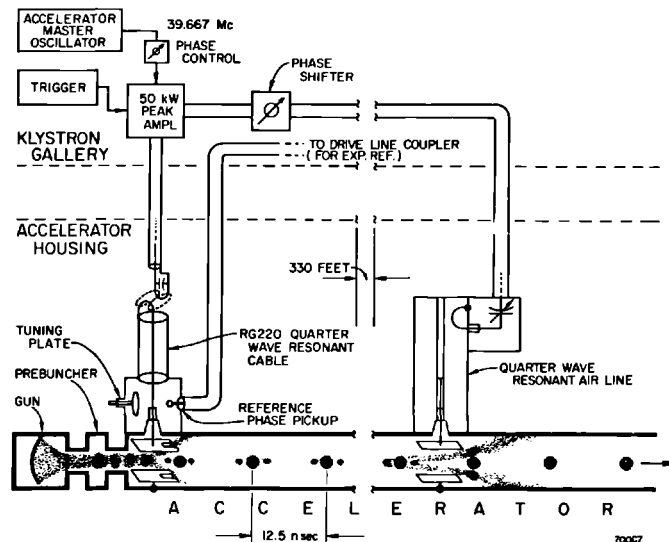 ACCELERATOR
MASTER
OSCILLATOR
39.667 Mc
PHASE
CONTROL
PHASE
SHIFTER
TRIGGER
50 kW
PEAK
AMPL
KLYSTRON
GALLERY
TO DRIVE LINE COUPLER
(FOR EXP. REF.)
ACCELERATOR
HOUSING
330 FEET
TUNING
PLATE
RG220 QUARTER
WAVE RESONANT
CABLE
QUARTER WAVE
RESONANT AIR LINE
PREBUNCHER
GUN
REFERENCE
PHASE PICKUP
A C C E L E R A T O R
12.5 n sec
700C7